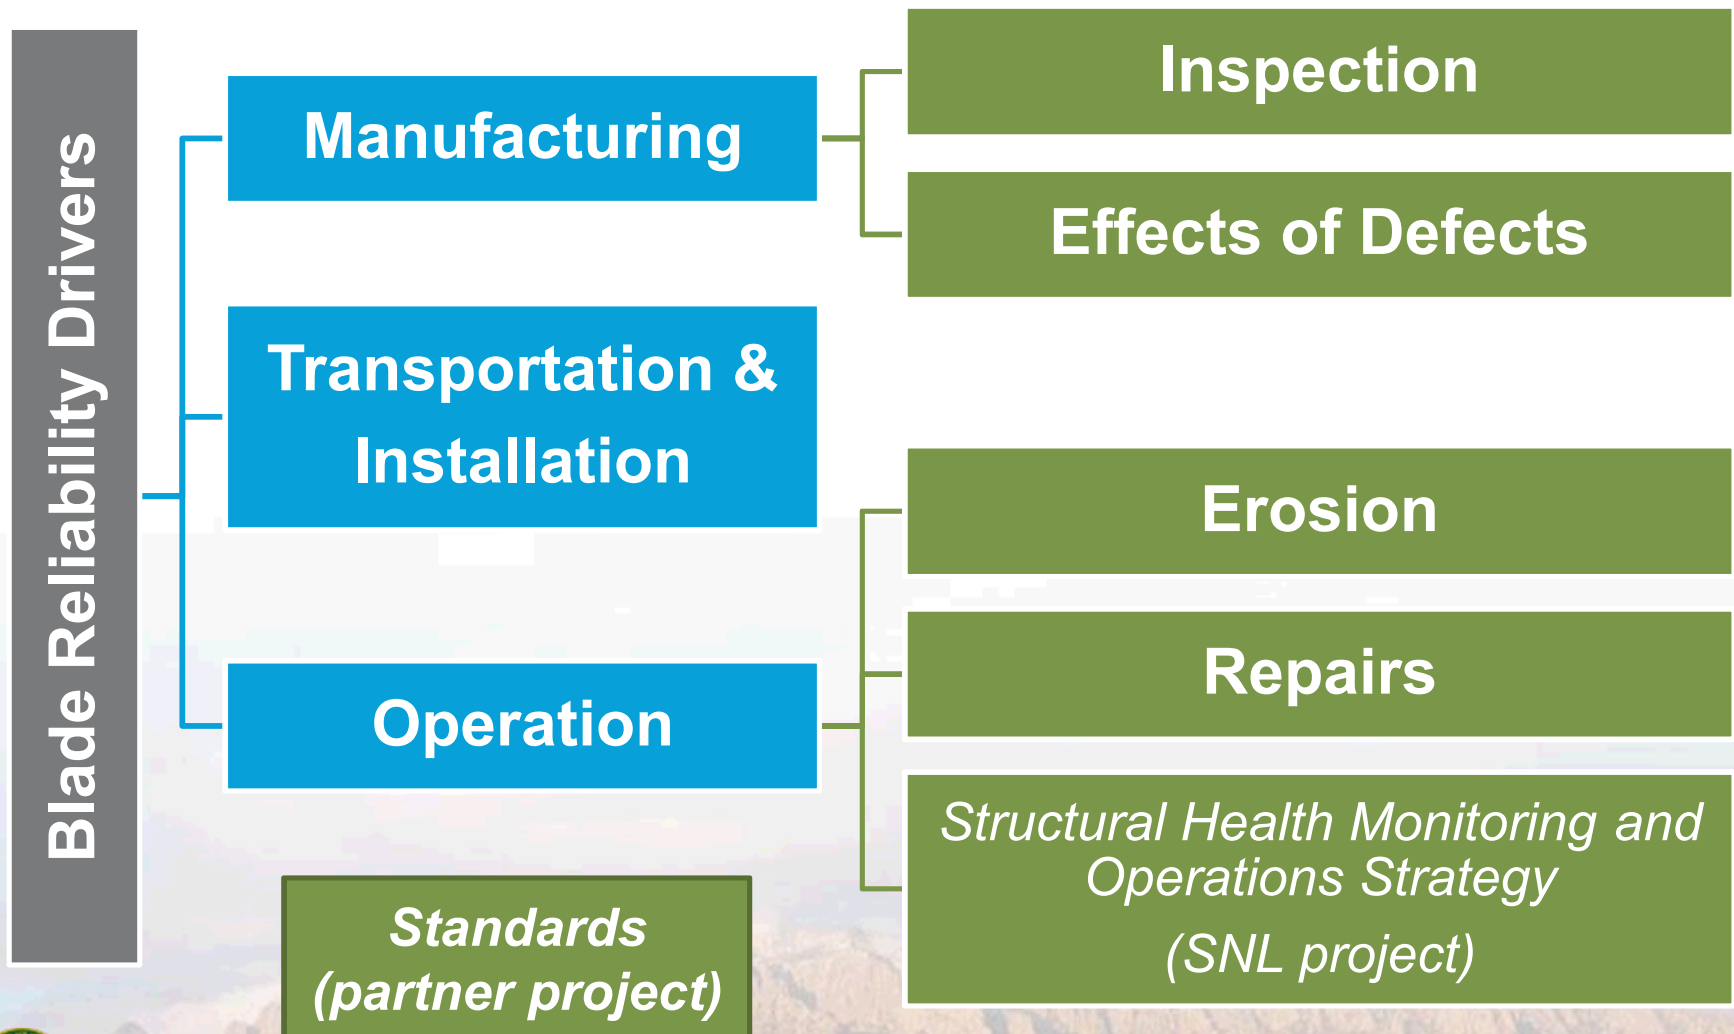 Blade Reliability Drivers
Manufacturing
Inspection
Effects of Defects
Transportation &
Installation
Operation
Erosion
Repairs
Structural Health Monitoring and
Operations Strategy
(SNL project)
Standards
(partner project)